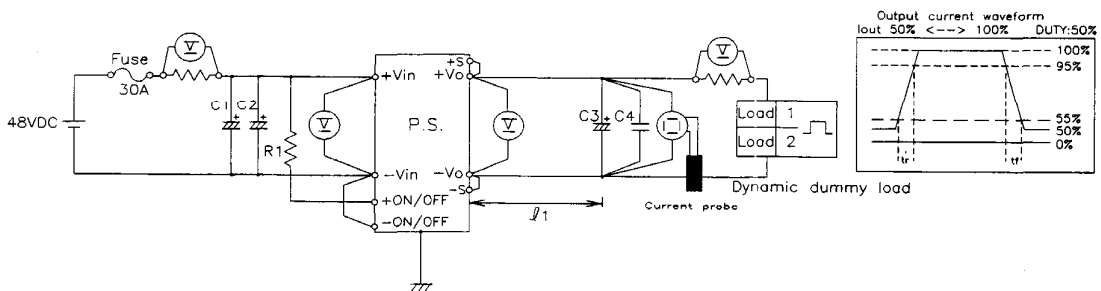 Output current waveform
Iout 50% <--> 100% DUTY:50%
100%
95%
55%
50%
0%
tr
tf
Fuse
30A
V
48VDC
C1
+
C2
+
R1
V
+Vin
-Vin
+ON/OFF
-ON/OFF
P.S.
+S
+Vo
-Vo
-S
V
ℓ1
C3
+
C4
V
Load 1
Load 2
Dynamic dummy load
Current probe